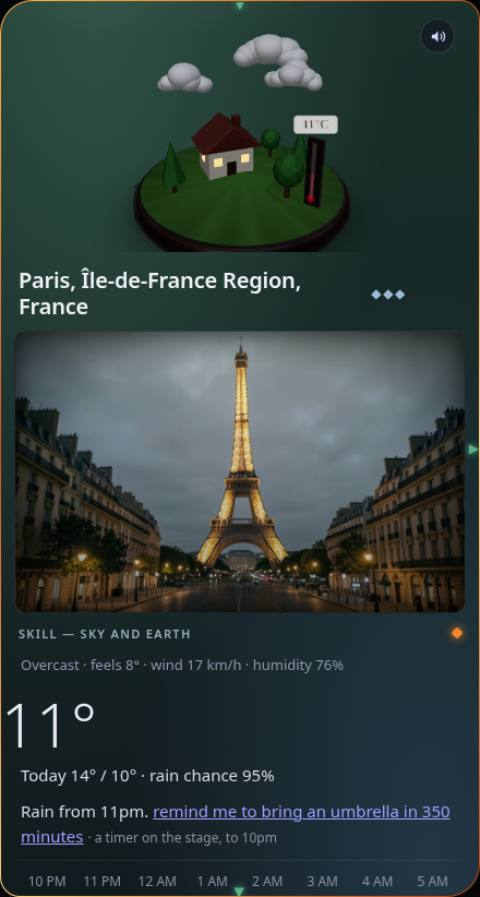 11°C
Paris, Île-de-France Region,
France
SKILL — SKY AND EARTH
Overcast · feels 8° · wind 17 km/h · humidity 76%
11°
Today 14° / 10° · rain chance 95%
Rain from 11pm. remind me to bring an umbrella in 350
minutes · a timer on the stage, to 10pm
10 PM 11 PM 12 AM 1 AM 2 AM 3 AM 4 AM 5 AM